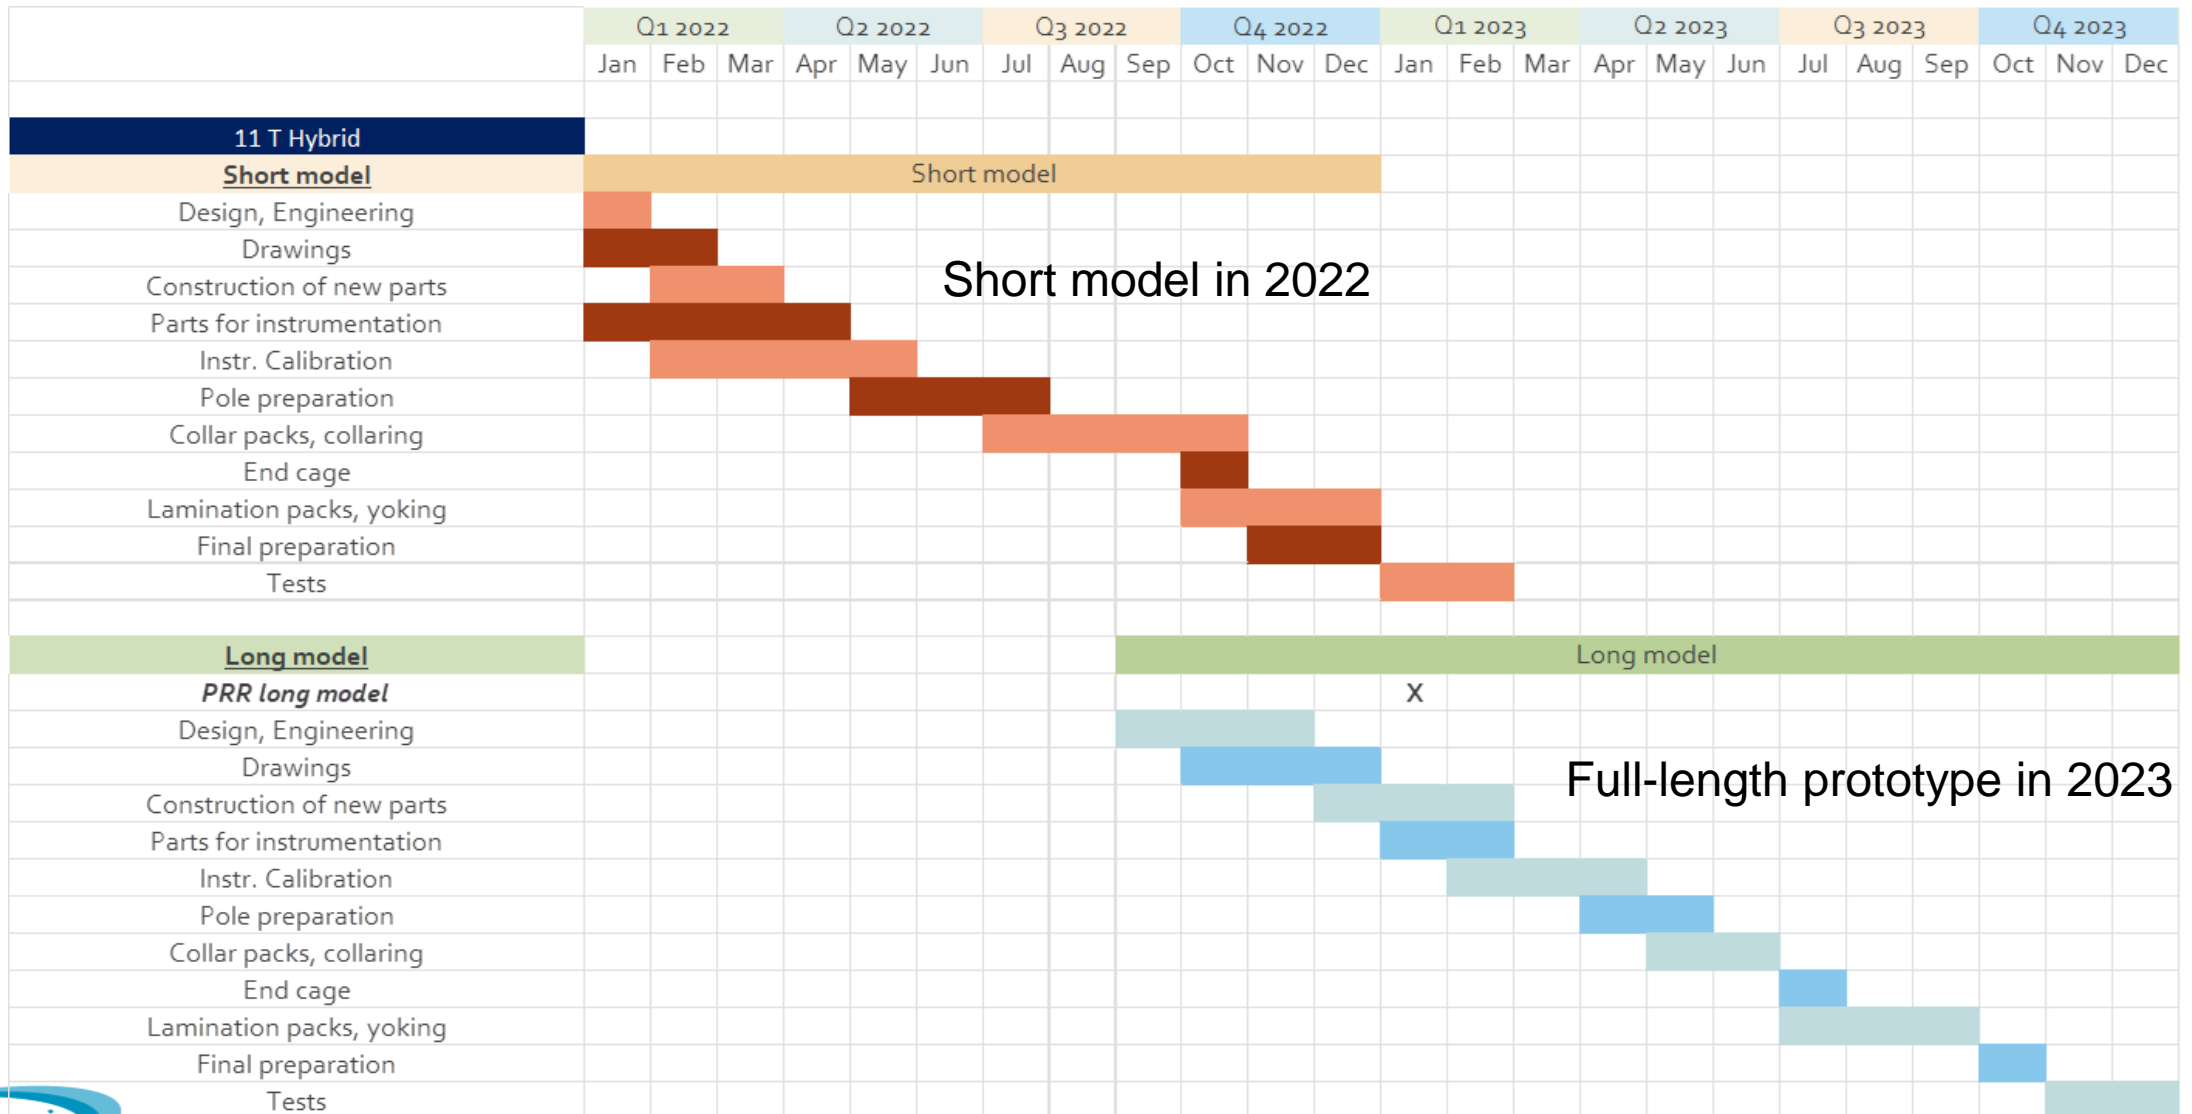 Q1 2022 Q2 2022 Q3 2022 Q4 2022 Q1 2023 Q2 2023 Q3 2023 Q4 2023
Jan Feb Mar Apr May Jun Jul Aug Sep Oct Nov Dec Jan Feb Mar Apr May Jun Jul Aug Sep Oct Nov Dec
11 T Hybrid
Short model Short model
Design, Engineering
Drawings
Short model in 2022
Construction of new parts
Parts for instrumentation
Instr. Calibration
Pole preparation
Collar packs, collaring
End cage
Lamination packs, yoking
Final preparation
Tests
Long model Long model
PRR long model X
Design, Engineering
Drawings
Full-length prototype in 2023
Construction of new parts
Parts for instrumentation
Instr. Calibration
Pole preparation
Collar packs, collaring
End cage
Lamination packs, yoking
Final preparation
Tests